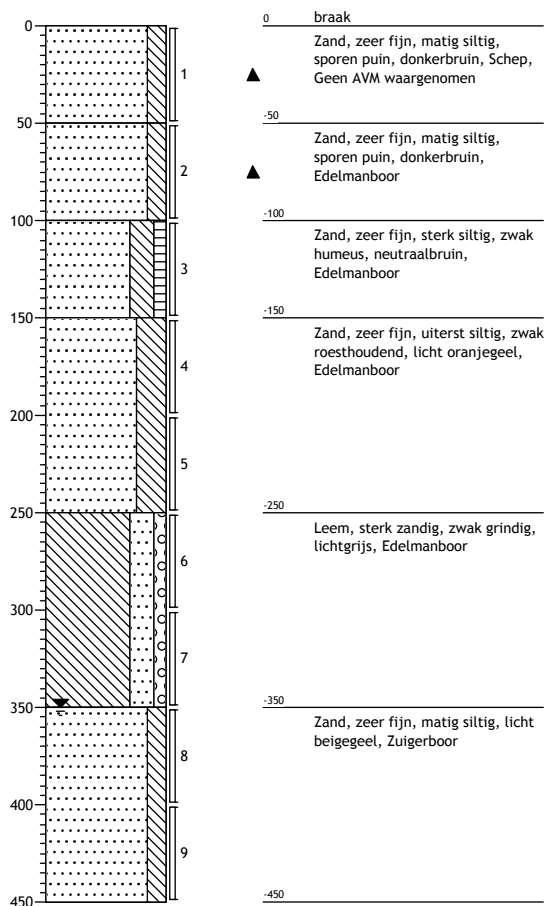 0
50
100
150
200
250
300
350
400
450
1
2
3
4
5
6
7
8
9
0 braak
Zand, zeer fijn, matig siltig,
sporen puin, donkerbruin, Schep,
Geen AVM waargenomen
-50
Zand, zeer fijn, matig siltig,
sporen puin, donkerbruin,
Edelmanboor
-100
Zand, zeer fijn, sterk siltig, zwak
humeus, neutraalbruin,
Edelmanboor
-150
Zand, zeer fijn, uiterst siltig, zwak
roesthoudend, licht oranjegeel,
Edelmanboor
-250
Leem, sterk zandig, zwak grindig,
lichtgrijs, Edelmanboor
-350
Zand, zeer fijn, matig siltig, licht
beigegeel, Zuigerboor
-450